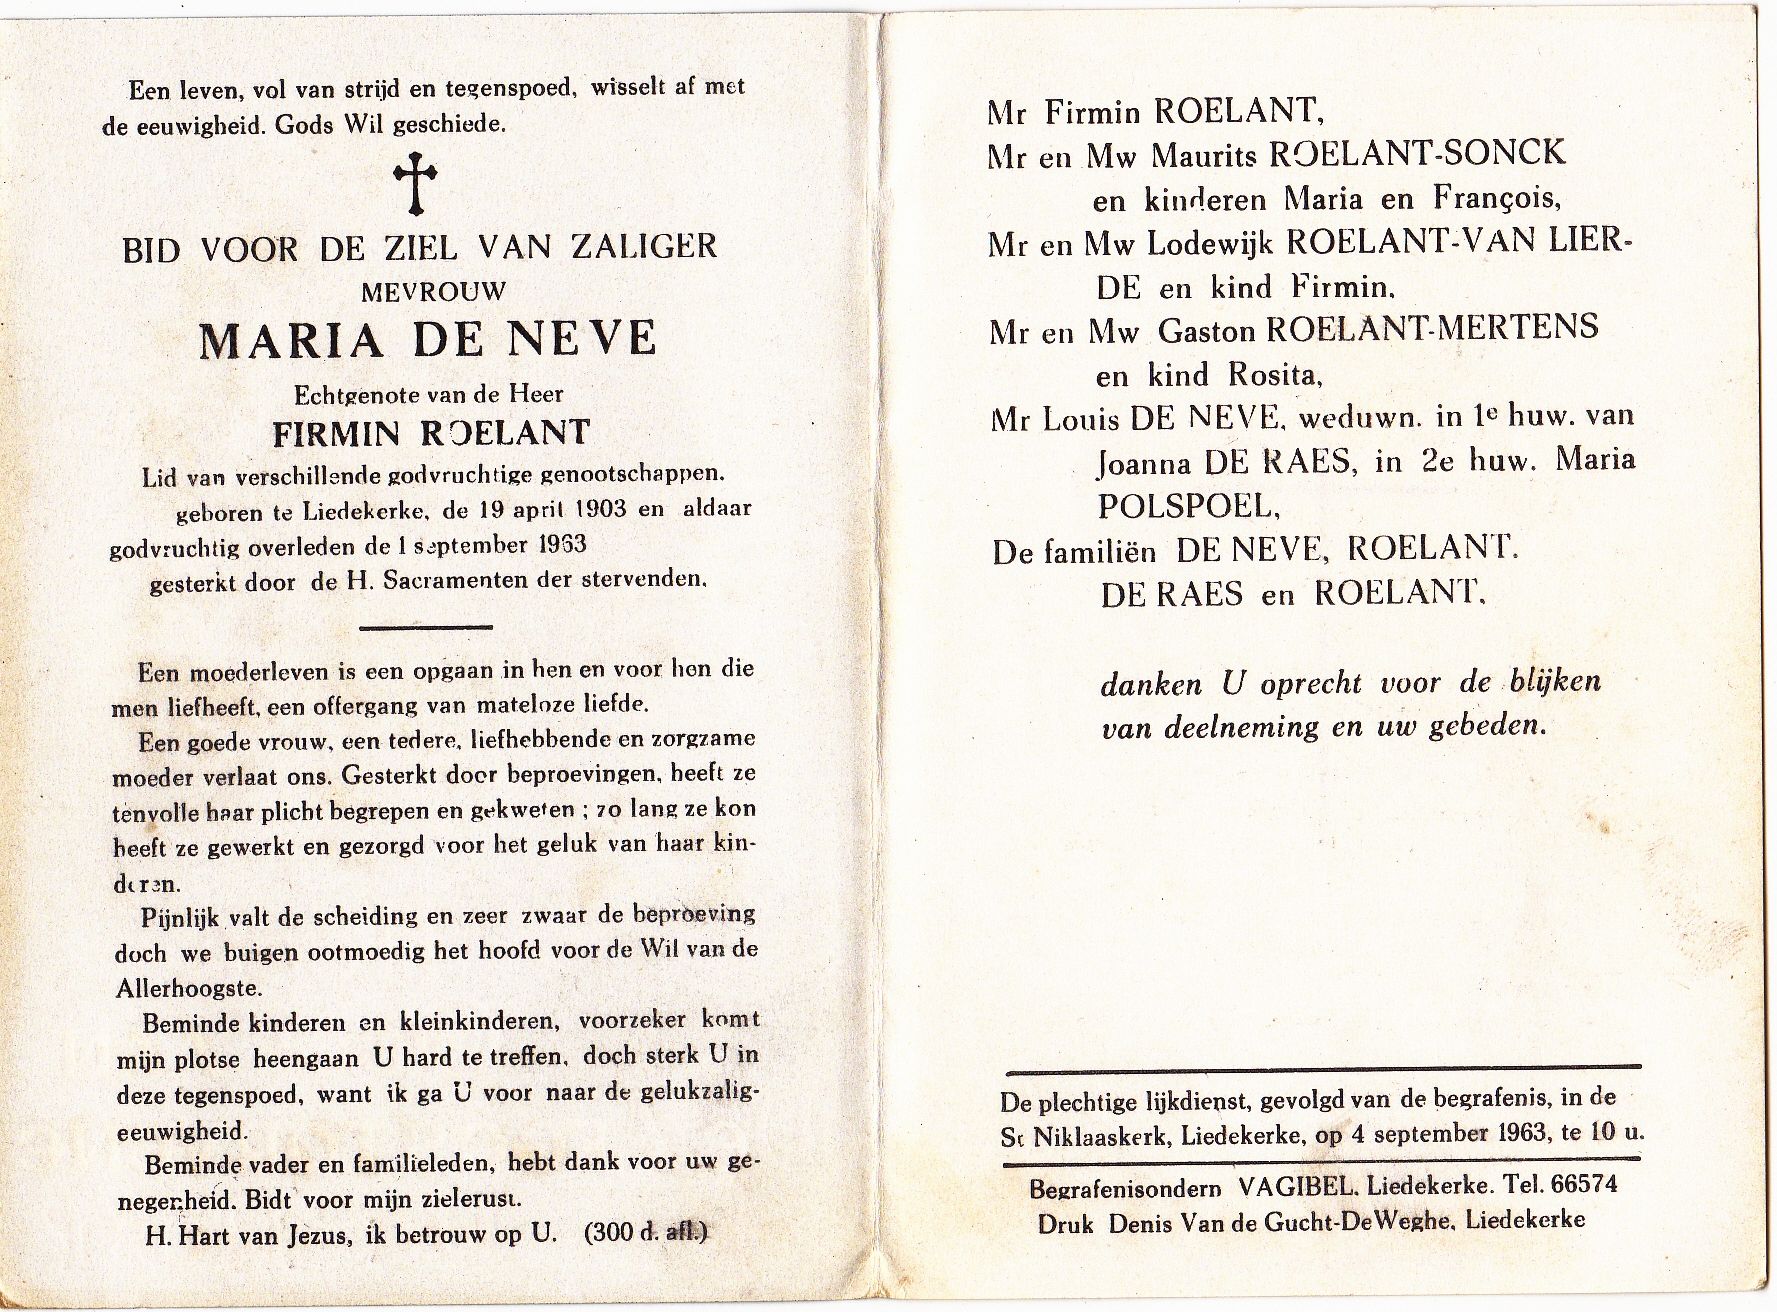 Een leven, vol van strijd en tegenspoed, wisselt af met
de eeuwigheid. Gods Wil geschiede.
BID VOOR DE ZIEL VAN ZALIGER
MEVROUW
MARIA DE NEVE
Echtgenote van de Heer
FIRMIN ROELANT
Lid van verschillende godvruchtige genootschappen.
geboren te Liedekerke, de 19 april 1903 en aldaar
godvruchtig overleden de 1 september 1963
gesterkt door de H. Sacramenten der stervenden.
Een moederleven is een opgaan in hen en voor hen die
men liefheeft, een offergang van mateloze liefde.
Een goede vrouw, een tedere, liefhebbende en zorgzame
moeder verlaat ons. Gesterkt door beproevingen, heeft ze
tenvolle haar plicht begrepen en gekweten ; zo lang ze kon
heeft ze gewerkt en gezorgd voor het geluk van haar kin-
deren.
Pijnlijk valt de scheiding en zeer zwaar de beproeving
doch we buigen ootmoedig het hoofd voor de Wil van de
Allerhoogste.
Beminde kinderen en kleinkinderen, voorzeker komt
mijn plotse heengaan U hard te treffen, doch sterk U in
deze tegenspoed, want ik ga U voor naar de gelukzalig-
eeuwigheid.
Beminde vader en familieleden, hebt dank voor uw ge-
negenheid. Bidt voor mijn zielerust.
H. Hart van Jezus, ik betrouw op U. (300 d. afl.)
Mr Firmin ROELANT,
Mr en Mw Maurits ROELANT-SONCK
en kinderen Maria en François,
Mr en Mw Lodewijk ROELANT-VAN LIER-
DE en kind Firmin,
Mr en Mw Gaston ROELANT-MERTENS
en kind Rosita,
Mr Louis DE NEVE, weduwn. in 1e huw. van
Joanna DE RAES, in 2e huw. Maria
POLSPOEL,
De familiën DE NEVE, ROELANT.
DE RAES en ROELANT,
danken U oprecht voor de blijken
van deelneming en uw gebeden.
De plechtige lijkdienst, gevolgd van de begrafenis, in de
St Niklaaskerk, Liedekerke, op 4 september 1963, te 10 u.
Begrafenisondern VAGIBEL. Liedekerke. Tel. 66574
Druk Denis Van de Gucht-DeWeghe, Liedekerke